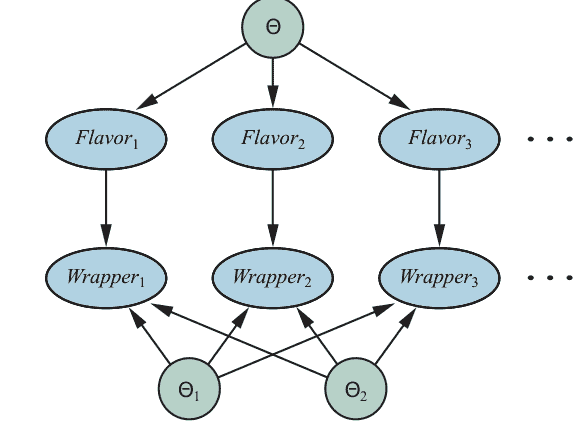 Θ
Flavor₁ Flavor₂ Flavor₃ . . .
Wrapper₁ Wrapper₂ Wrapper₃ . . .
Θ₁ Θ₂